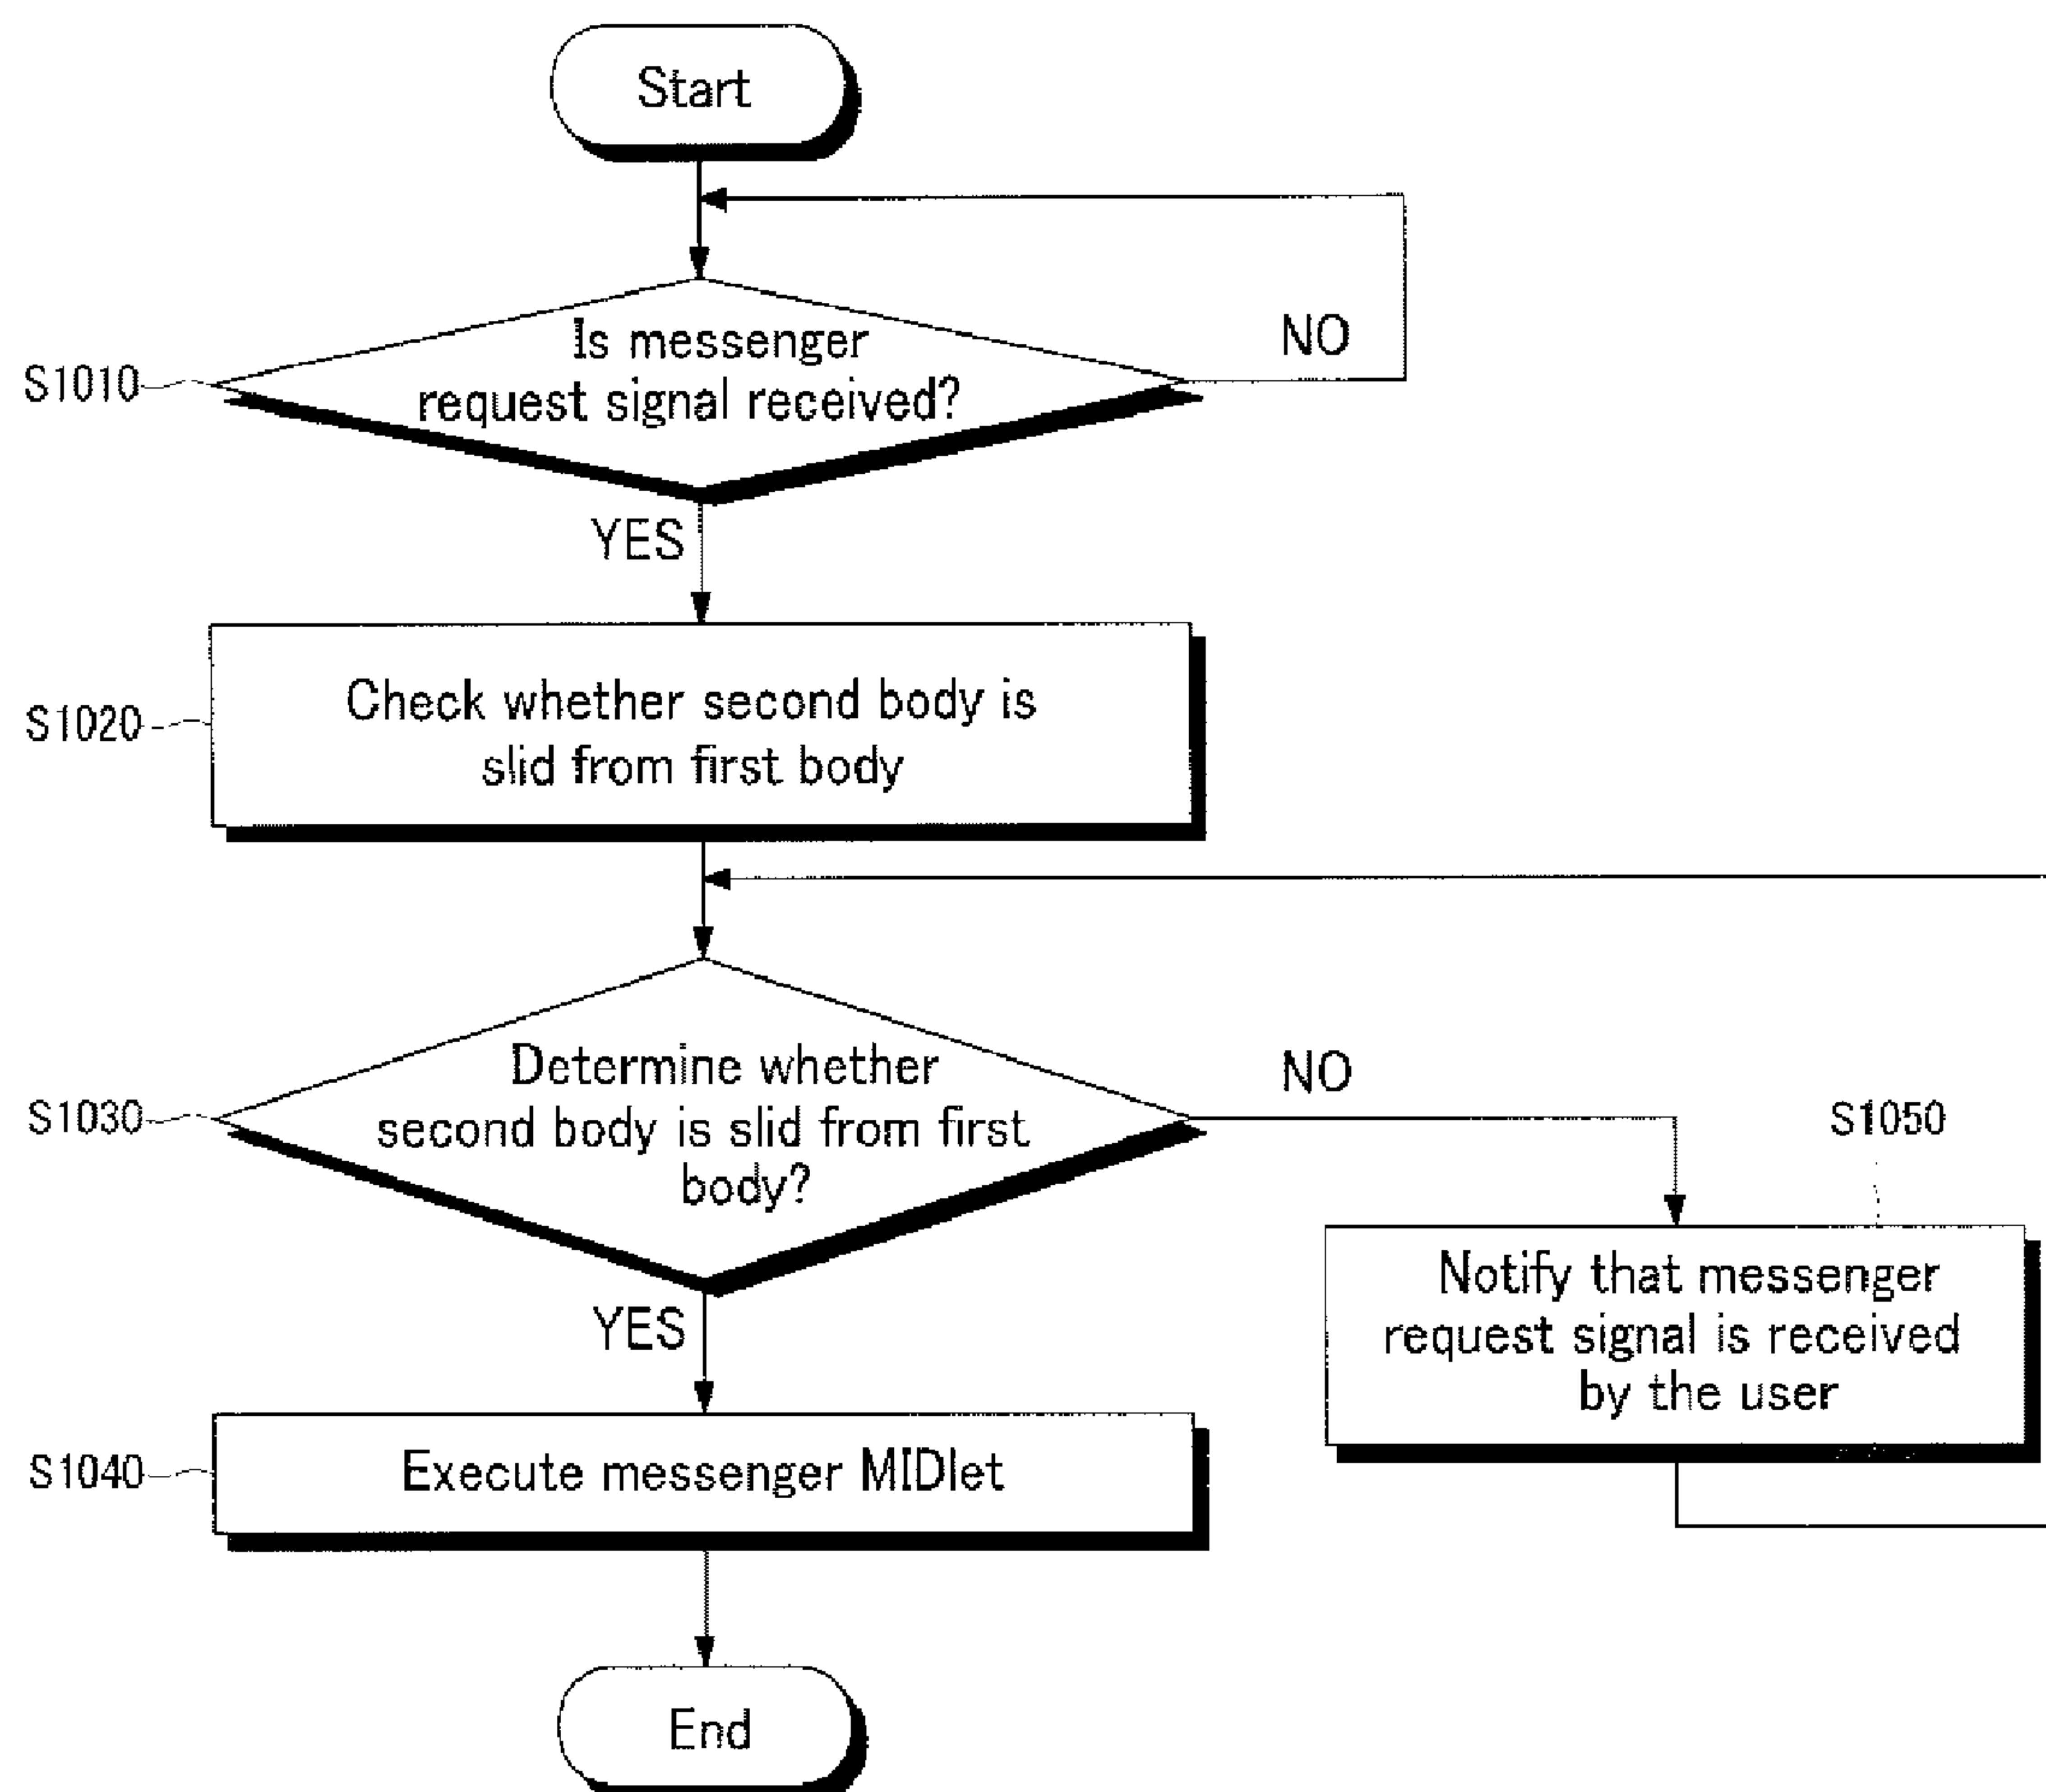 Start
Is messenger
request signal received?
NO
S1010
YES
Check whether second body is
slid from first body
S1020
Determine whether
second body is slid from first
body?
NO
S1030
S1050
Notify that messenger
request signal is received
by the user
YES
Execute messenger MIDlet
S1040
End